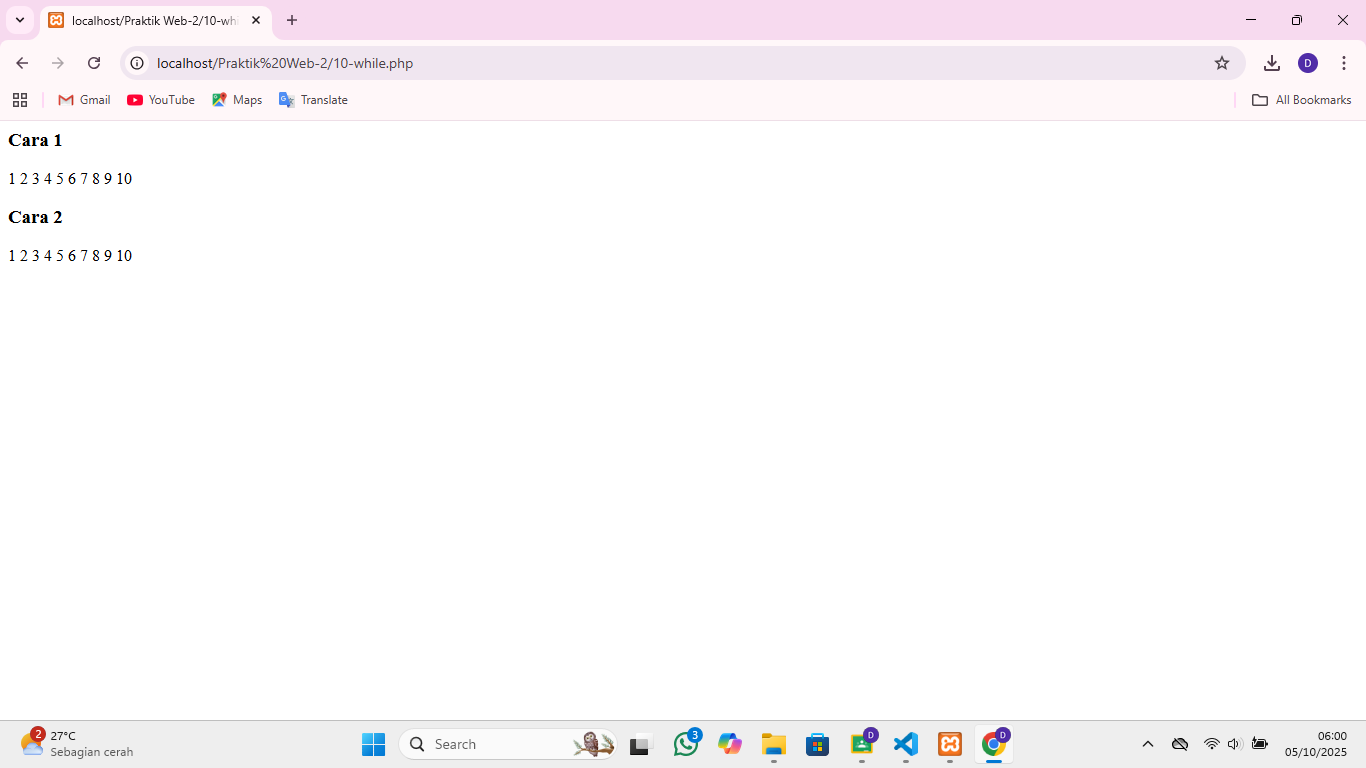 localhost/Praktik Web-2/10-whi
localhost/Praktik%20Web-2/10-while.php
D
Gmail
YouTube
Maps
Translate
All Bookmarks
Cara 1
1 2 3 4 5 6 7 8 9 10
Cara 2
1 2 3 4 5 6 7 8 9 10
2
27°C
Sebagian cerah
Search
3
D
D
06:00
05/10/2025